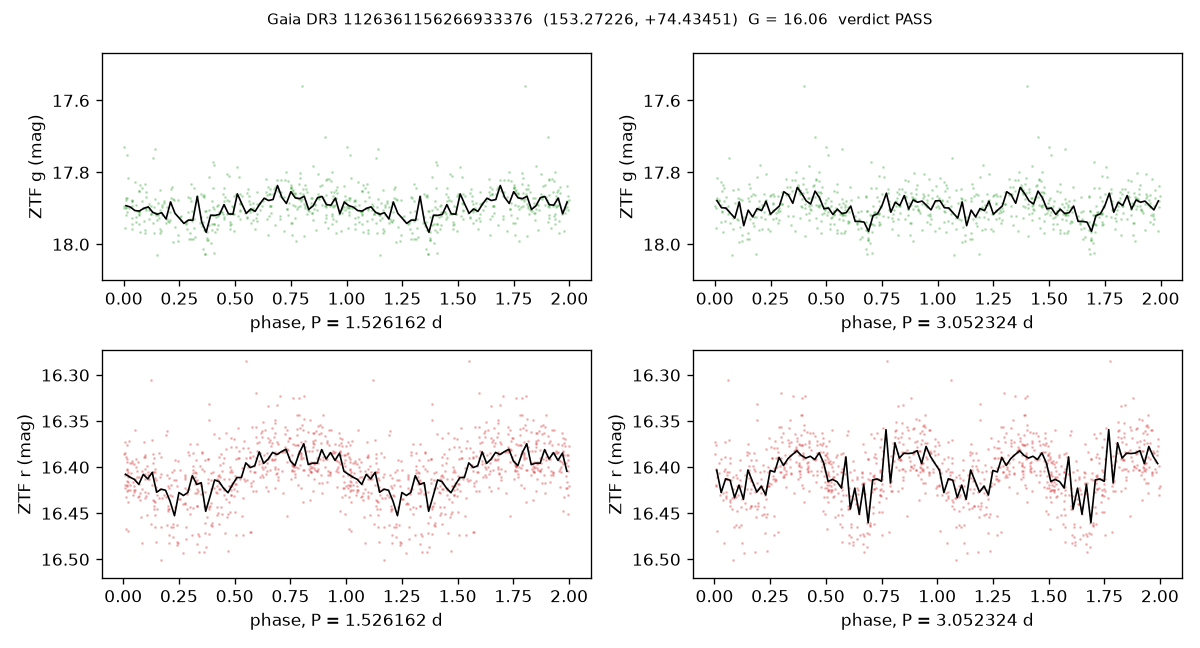 Gaia DR3 1126361156266933376 (153.27226, +74.43451) G = 16.06 verdict PASS
ZTF g (mag)
17.6
17.8
18.0
0.00 0.25 0.50 0.75 1.00 1.25 1.50 1.75 2.00
phase, P = 1.526162 d
ZTF g (mag)
17.6
17.8
18.0
0.00 0.25 0.50 0.75 1.00 1.25 1.50 1.75 2.00
phase, P = 3.052324 d
ZTF r (mag)
16.30
16.35
16.40
16.45
16.50
0.00 0.25 0.50 0.75 1.00 1.25 1.50 1.75 2.00
phase, P = 1.526162 d
ZTF r (mag)
16.30
16.35
16.40
16.45
16.50
0.00 0.25 0.50 0.75 1.00 1.25 1.50 1.75 2.00
phase, P = 3.052324 d